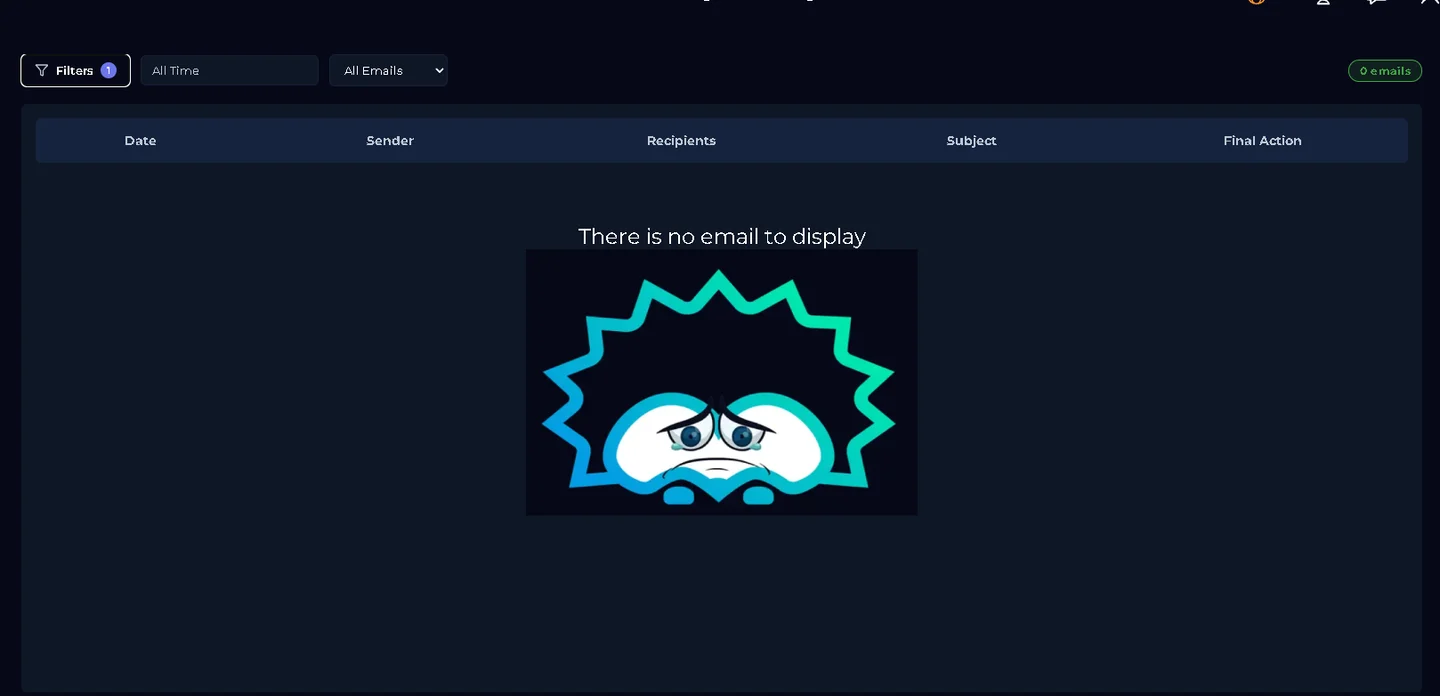 Filters 1 All Time All Emails 0 emails
Date Sender Recipients Subject Final Action
There is no email to display